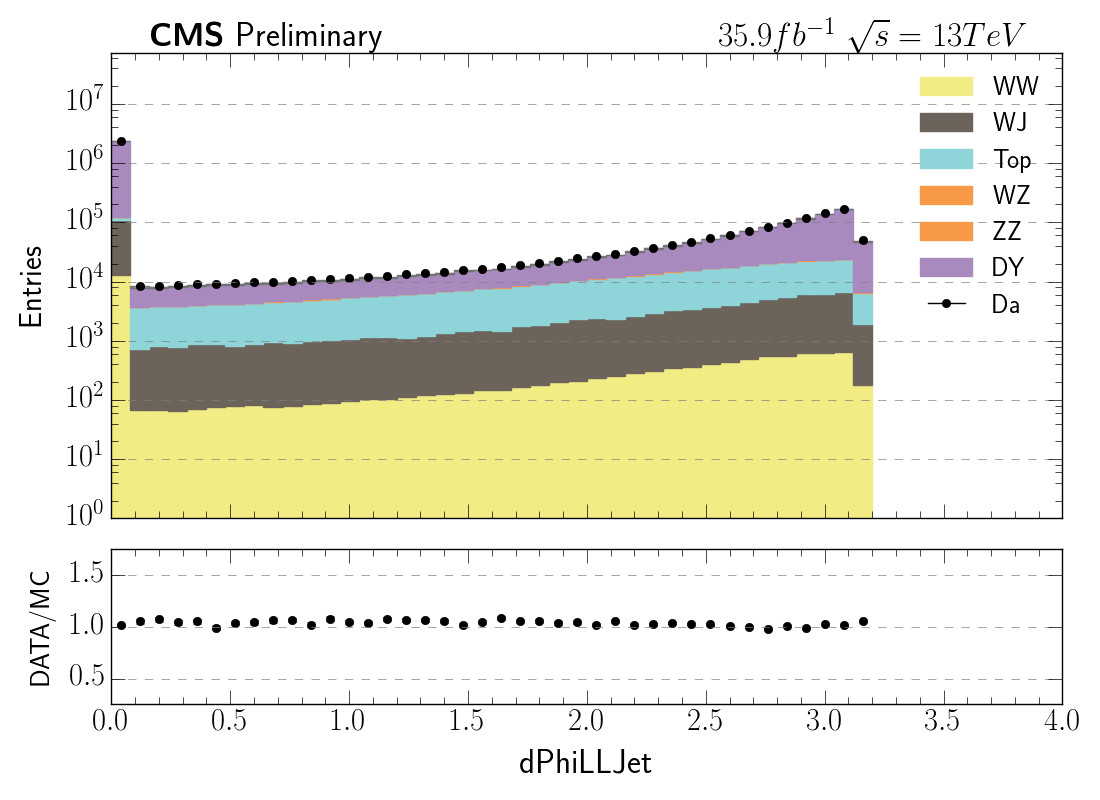 CMS Preliminary
35.9fb⁻¹ √s = 13TeV
Entries
10⁷
10⁶
10⁵
10⁴
10³
10²
10¹
10⁰
WW
WJ
Top
WZ
ZZ
DY
Da
DATA/MC
1.5
1.0
0.5
0.0 0.5 1.0 1.5 2.0 2.5 3.0 3.5 4.0
dPhiLLJet